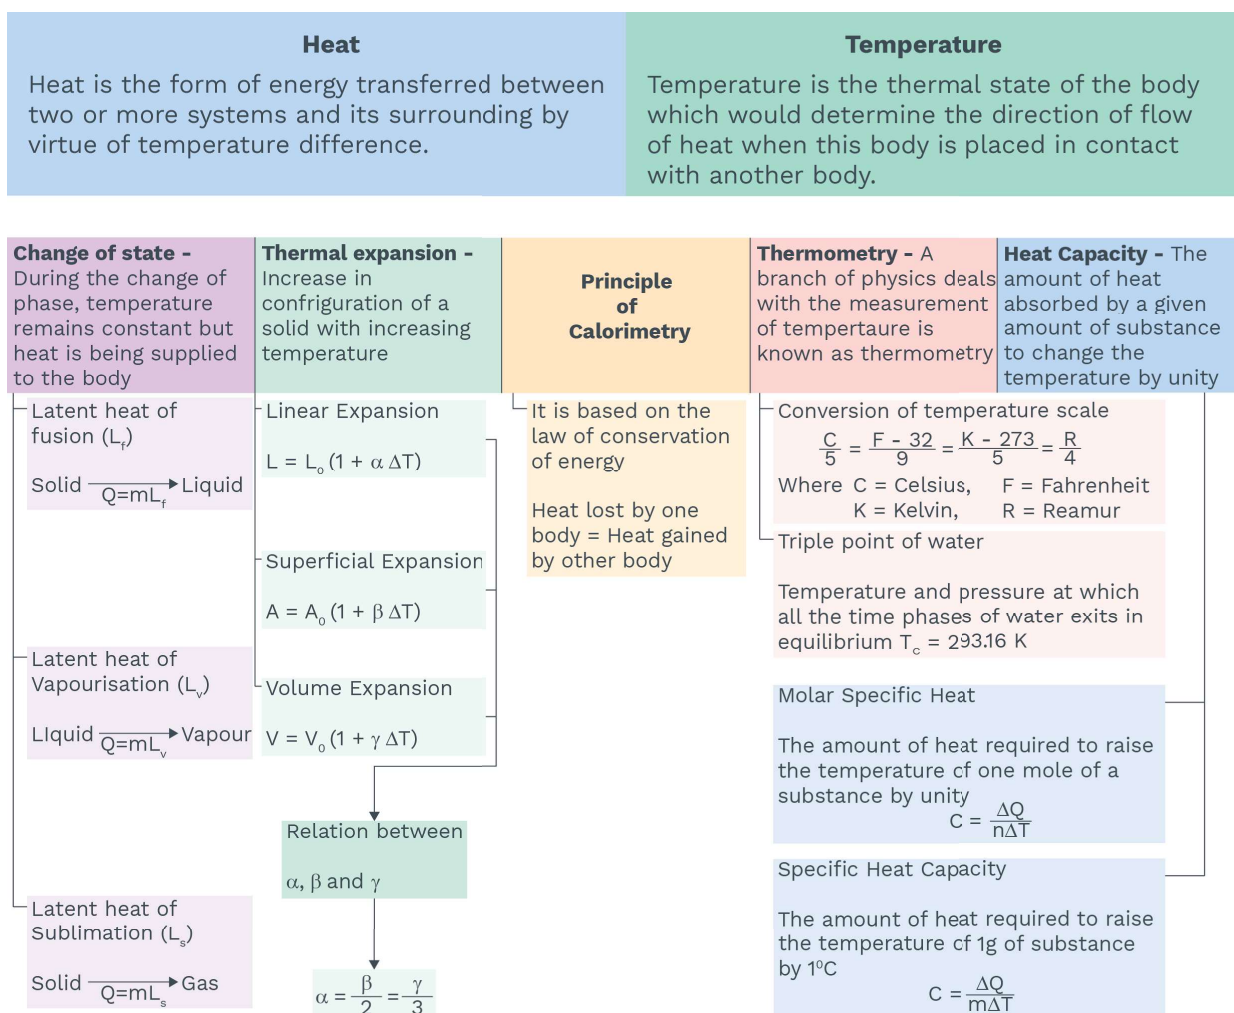 Heat
Heat is the form of energy transferred between
two or more systems and its surrounding by
virtue of temperature difference.
Temperature
Temperature is the thermal state of the body
which would determine the direction of flow
of heat when this body is placed in contact
with another body.
Change of state -
During the change of
phase, temperature
remains constant but
heat is being supplied
to the body
Latent heat of
fusion (L_f)
Solid Q=mL_f Liquid
Latent heat of
Vapourisation (L_v)
LIquid Q=mL_v Vapour
Latent heat of
Sublimation (L_s)
Solid Q=mL_s Gas
Thermal expansion -
Increase in
confriguration of a
solid with increasing
temperature
Linear Expansion
L = L₀ (1 + α ΔT)
Superficial Expansion
A = A₀ (1 + β ΔT)
Volume Expansion
V = V₀ (1 + γ ΔT)
Relation between
α, β and γ
α = β/2 = γ/3
Principle
of
Calorimetry
It is based on the
law of conservation
of energy
Heat lost by one
body = Heat gained
by other body
Thermometry - A
branch of physics deals
with the measurement
of tempertaure is
known as thermometry
Conversion of temperature scale
C/5 = F - 32/9 = K - 273/5 = R/4
Where C = Celsius, F = Fahrenheit
K = Kelvin, R = Reamur
Triple point of water
Temperature and pressure at which
all the time phases of water exits in
equilibrium T_c = 293.16 K
Heat Capacity - The
amount of heat
absorbed by a given
amount of substance
to change the
temperature by unity
Molar Specific Heat
The amount of heat required to raise
the temperature of one mole of a
substance by unity
C = ΔQ/nΔT
Specific Heat Capacity
The amount of heat required to raise
the temperature of 1g of substance
by 1⁰C
C = ΔQ/mΔT